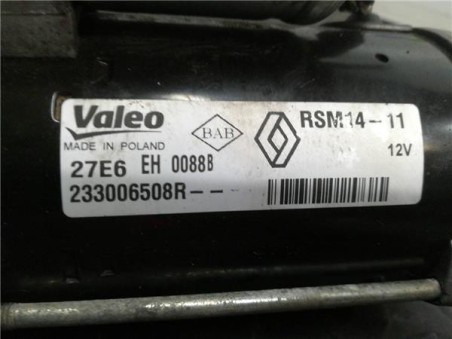 Valeo
MADE IN POLAND
BAB
RSM14-11
12V
27E6 EH 0088B
233006508R--